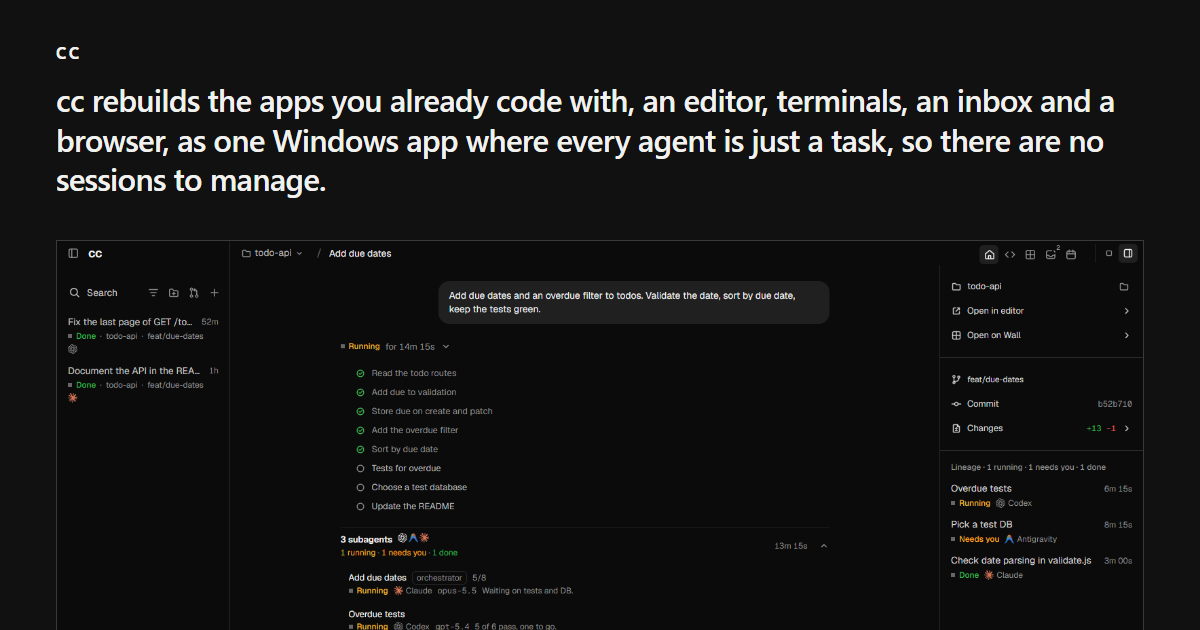 cc
cc rebuilds the apps you already code with, an editor, terminals, an inbox and a
browser, as one Windows app where every agent is just a task, so there are no
sessions to manage.
cc
Search
Fix the last page of GET /to... 52m
Done · todo-api · feat/due-dates
Document the API in the REA... 1h
Done · todo-api · feat/due-dates
todo-api / Add due dates
2
Add due dates and an overdue filter to todos. Validate the date, sort by due date,
keep the tests green.
Running for 14m 15s
Read the todo routes
Add due to validation
Store due on create and patch
Add the overdue filter
Sort by due date
Tests for overdue
Choose a test database
Update the README
3 subagents
1 running · 1 needs you · 1 done
13m 15s
Add due dates orchestrator 5/8
Running Claude opus-5.5 Waiting on tests and DB.
Overdue tests
Running Codex gpt-5.4 5 of 6 pass, one to go.
todo-api
Open in editor
Open on Wall
feat/due-dates
Commit b52b710
Changes +13 -1
Lineage · 1 running · 1 needs you · 1 done
Overdue tests 6m 15s
Running Codex
Pick a test DB 8m 15s
Needs you Antigravity
Check date parsing in validate.js 3m 00s
Done Claude